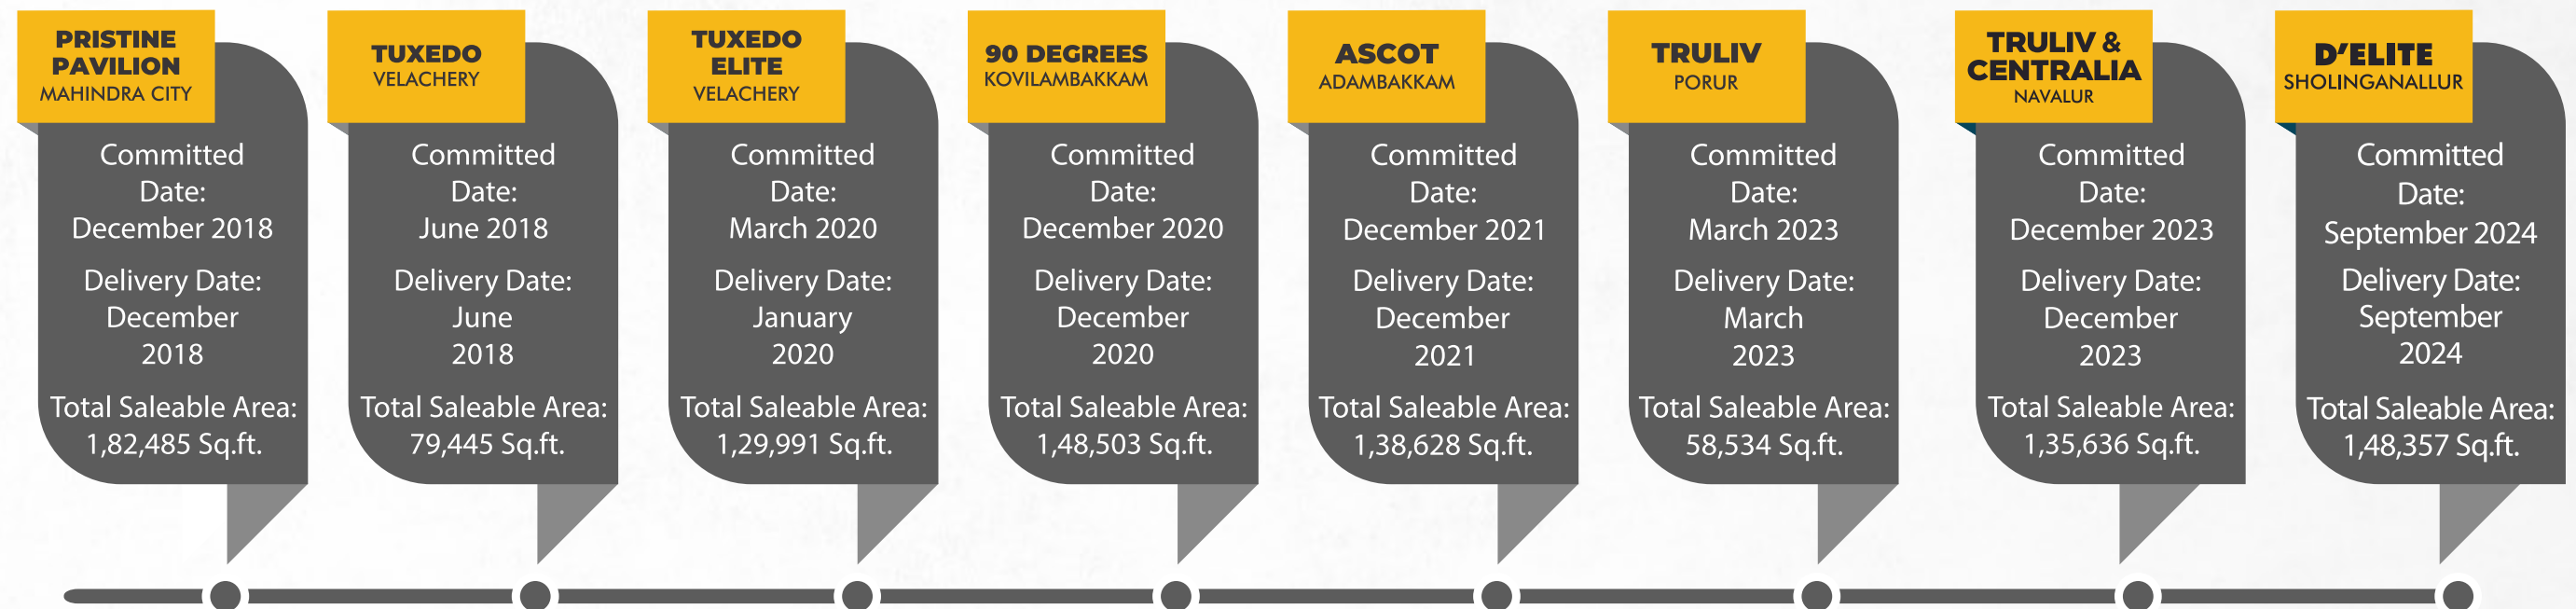 PRISTINE
PAVILION
MAHINDRA CITY
Committed
Date:
December 2018
Delivery Date:
December
2018
Total Saleable Area:
1,82,485 Sq.ft.
TUXEDO
VELACHERY
Committed
Date:
June 2018
Delivery Date:
June
2018
Total Saleable Area:
79,445 Sq.ft.
TUXEDO
ELITE
VELACHERY
Committed
Date:
March 2020
Delivery Date:
January
2020
Total Saleable Area:
1,29,991 Sq.ft.
90 DEGREES
KOVILAMBAKKAM
Committed
Date:
December 2020
Delivery Date:
December
2020
Total Saleable Area:
1,48,503 Sq.ft.
ASCOT
ADAMBAKKAM
Committed
Date:
December 2021
Delivery Date:
December
2021
Total Saleable Area:
1,38,628 Sq.ft.
TRULIV
PORUR
Committed
Date:
March 2023
Delivery Date:
March
2023
Total Saleable Area:
58,534 Sq.ft.
TRULIV &
CENTRALIA
NAVALUR
Committed
Date:
December 2023
Delivery Date:
December
2023
Total Saleable Area:
1,35,636 Sq.ft.
D’ELITE
SHOLINGANALLUR
Committed
Date:
September 2024
Delivery Date:
September
2024
Total Saleable Area:
1,48,357 Sq.ft.